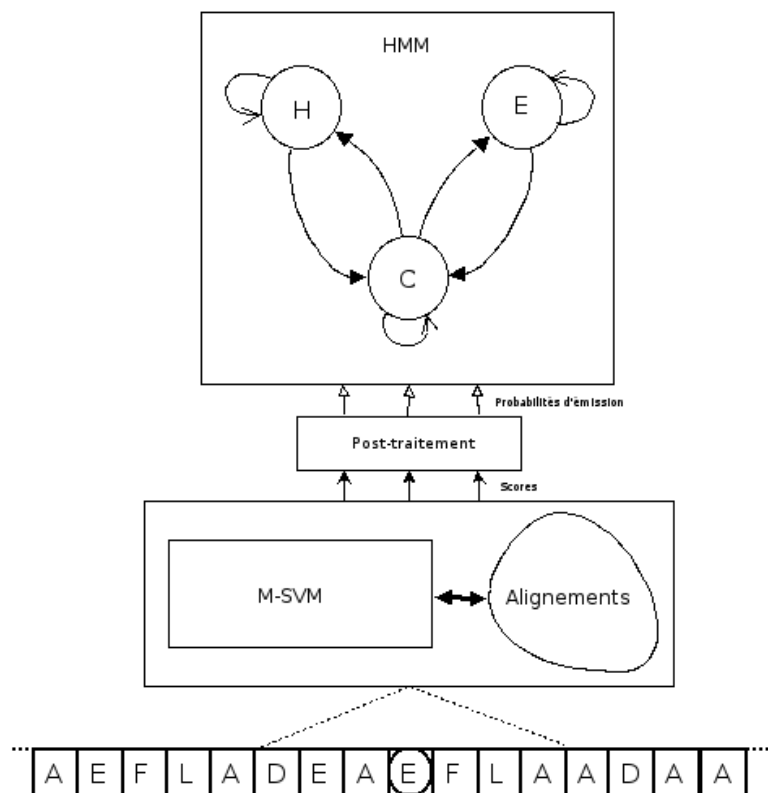 HMM
H
E
C
Probabilités d'émission
Post-traitement
Scores
M-SVM
Alignements
A E F L A D E A E F L A A D A A